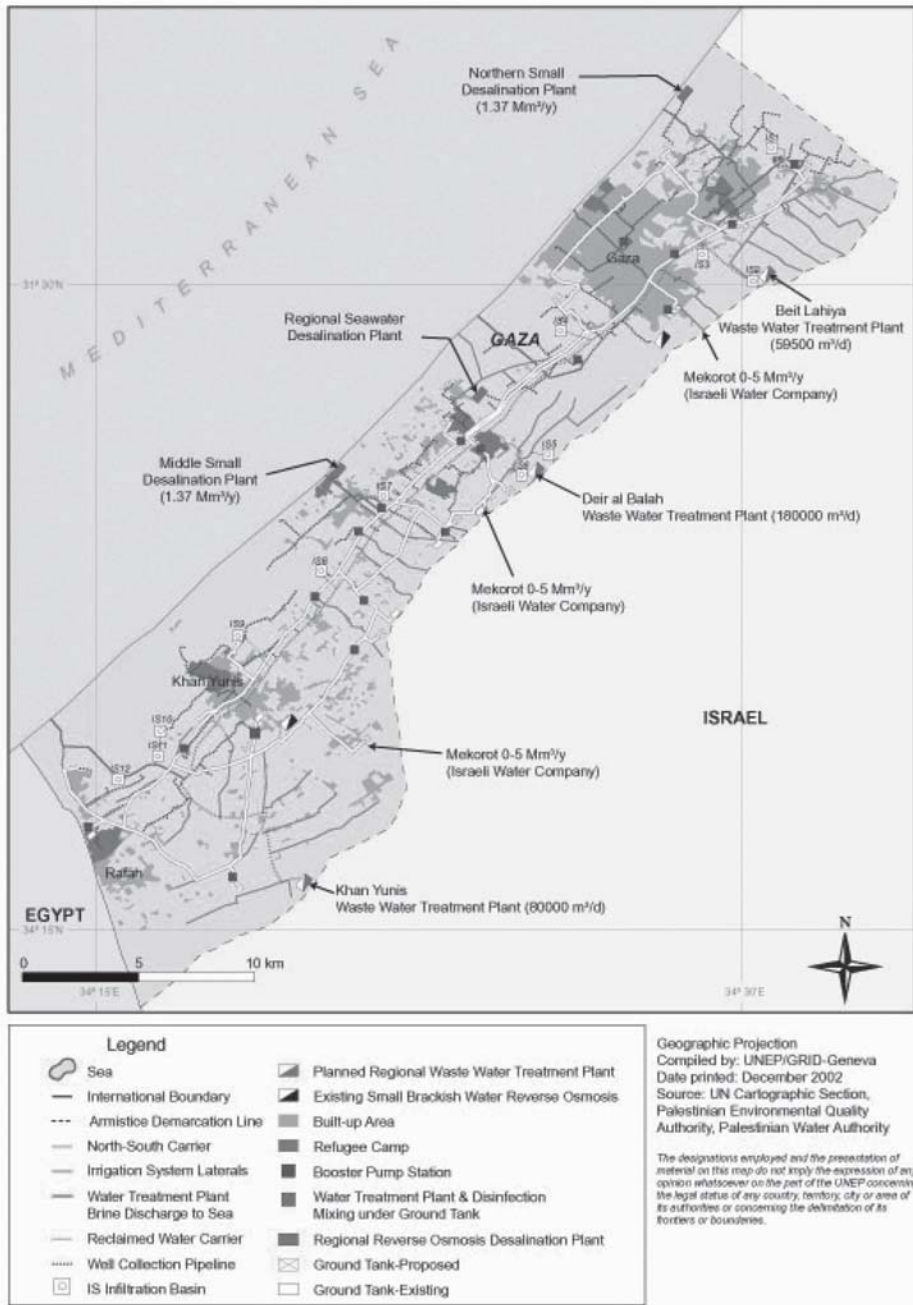 MEDITERRANEAN SEA
Northern Small
Desalination Plant
(1.37 Mm³/y)
IS1
Gaza
IS3
IS2
31° 30'
Beit Lahiya
Waste Water Treatment Plant
(59500 m³/d)
Regional Seawater
Desalination Plant
GAZA
IS4
Mekorot 0-5 Mm³/y
(Israeli Water Company)
Middle Small
Desalination Plant
(1.37 Mm³/y)
IS7
IS5
IS6
Deir al Balah
Waste Water Treatment Plant (180000 m³/d)
IS8
Mekorot 0-5 Mm³/y
(Israeli Water Company)
IS9
Khan Yunis
ISRAEL
IS10
IS11
IS12
Mekorot 0-5 Mm³/y
(Israeli Water Company)
Rafah
Khan Yunis
Waste Water Treatment Plant (80000 m³/d)
EGYPT
34° 15'N
N
0 5 10 km
34° 15'E
34° 30'E
Legend
Sea
International Boundary
Armistice Demarcation Line
North-South Carrier
Irrigation System Laterals
Water Treatment Plant
Brine Discharge to Sea
Reclaimed Water Carrier
Well Collection Pipeline
IS Infiltration Basin
Planned Regional Waste Water Treatment Plant
Existing Small Brackish Water Reverse Osmosis
Built-up Area
Refugee Camp
Booster Pump Station
Water Treatment Plant & Disinfection
Mixing under Ground Tank
Regional Reverse Osmosis Desalination Plant
Ground Tank-Proposed
Ground Tank-Existing
Geographic Projection
Compiled by: UNEP/GRID-Geneva
Date printed: December 2002
Source: UN Cartographic Section,
Palestinian Environmental Quality
Authority, Palestinian Water Authority
The designations employed and the presentation of
material on this map do not imply the expression of any
opinion whatsoever on the part of the UNEP concerning
the legal status of any country, territory, city or area of
its authorities or concerning the delimitation of its
frontiers or boundaries.